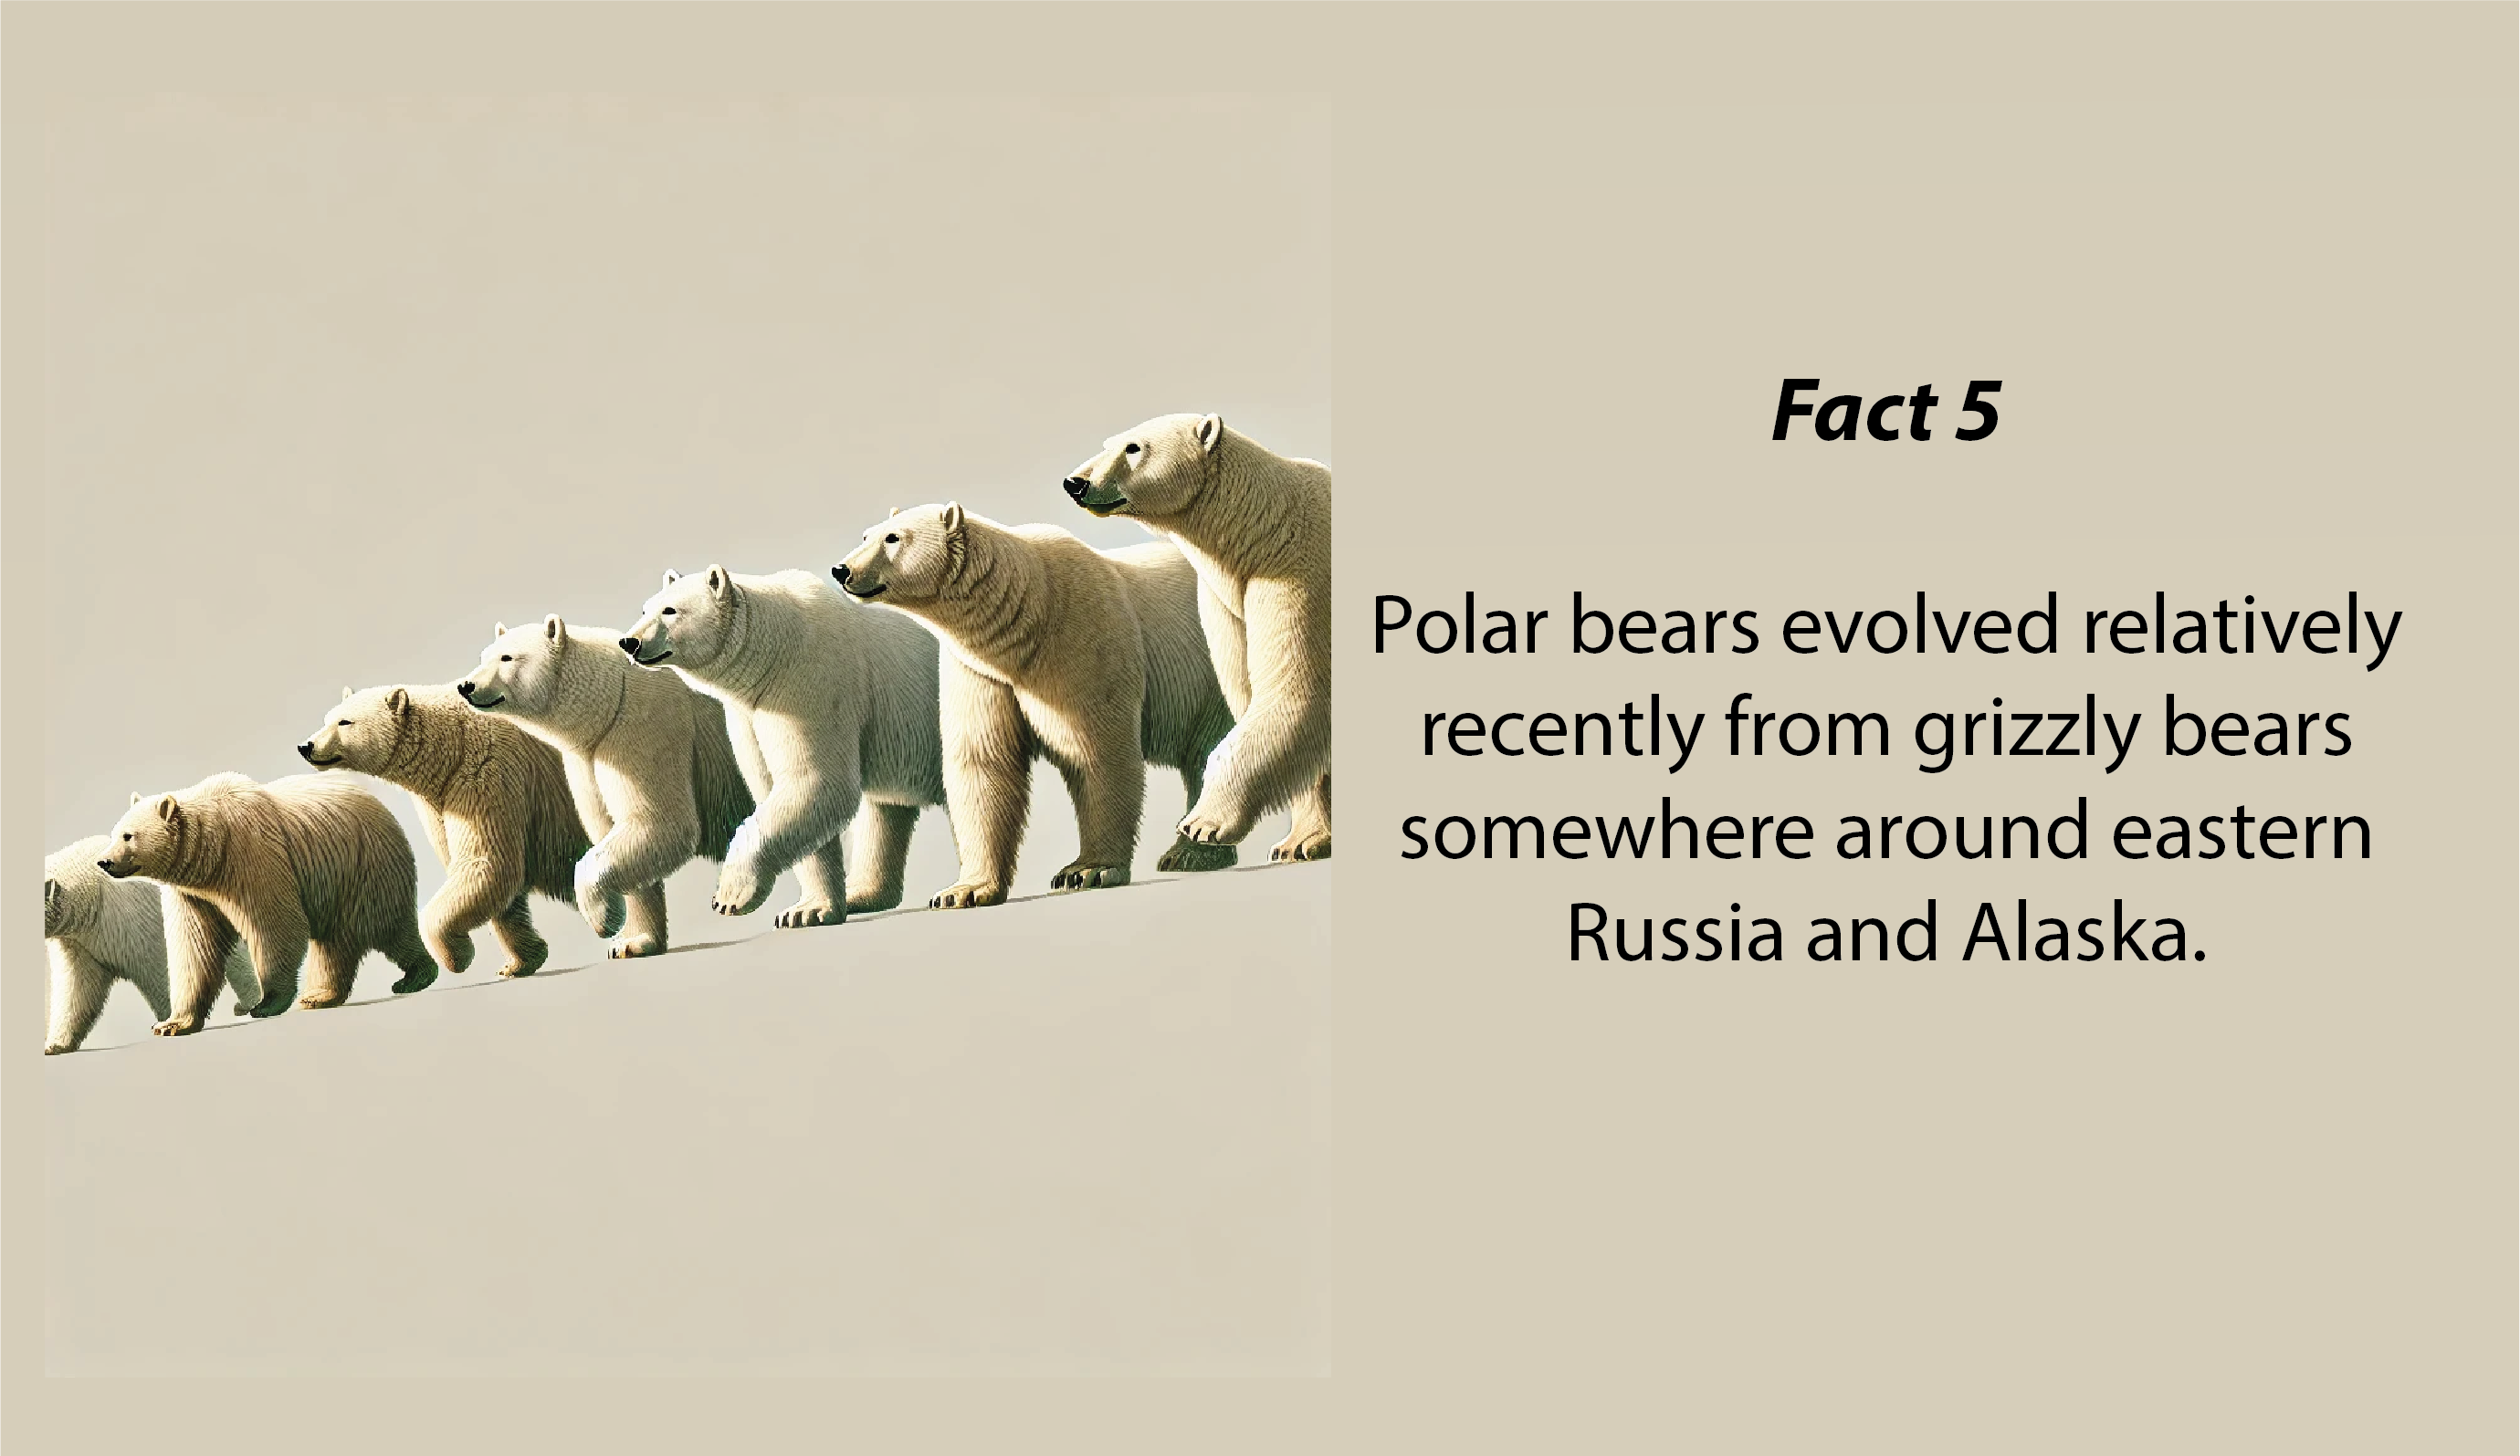 Fact 5
Polar bears evolved relatively
recently from grizzly bears
somewhere around eastern
Russia and Alaska.